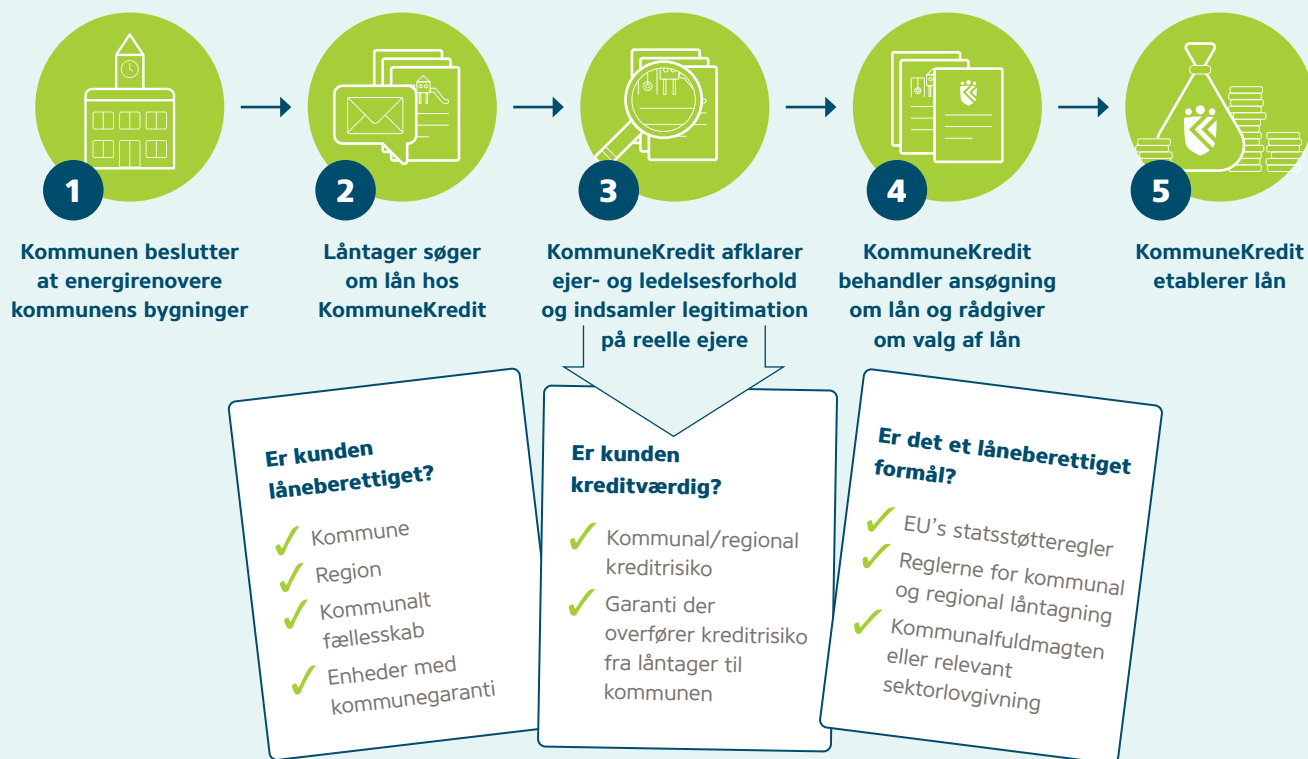 1
Kommunen beslutter
at energirenovere
kommunens bygninger
2
Låntager søger
om lån hos
KommuneKredit
3
KommuneKredit afklarer
ejer- og ledelsesforhold
og indsamler legitimation
på reelle ejere
4
KommuneKredit
behandler ansøgning
om lån og rådgiver
om valg af lån
5
KommuneKredit
etablerer lån
Er kunden
låneberettiget?
Kommune
Region
Kommunalt
fællesskab
Enheder med
kommunegaranti
Er kunden
kreditværdig?
Kommunal/regional
kreditrisiko
Garanti der
overfører kreditrisiko
fra låntager til
kommunen
Er det et låneberettiget
formål?
EU’s statsstøtteregler
Reglerne for kommunal
og regional låntagning
Kommunalfuldmagten
eller relevant
sektorlovgivning